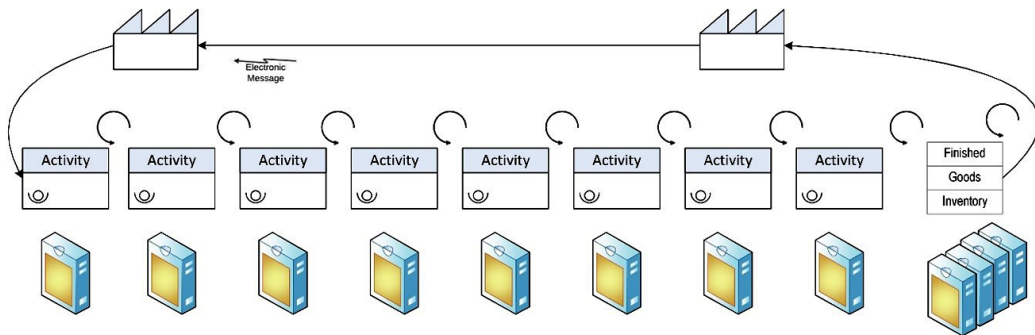 Electronic
Message
Activity
Activity
Activity
Activity
Activity
Activity
Activity
Activity
Finished
Goods
Inventory